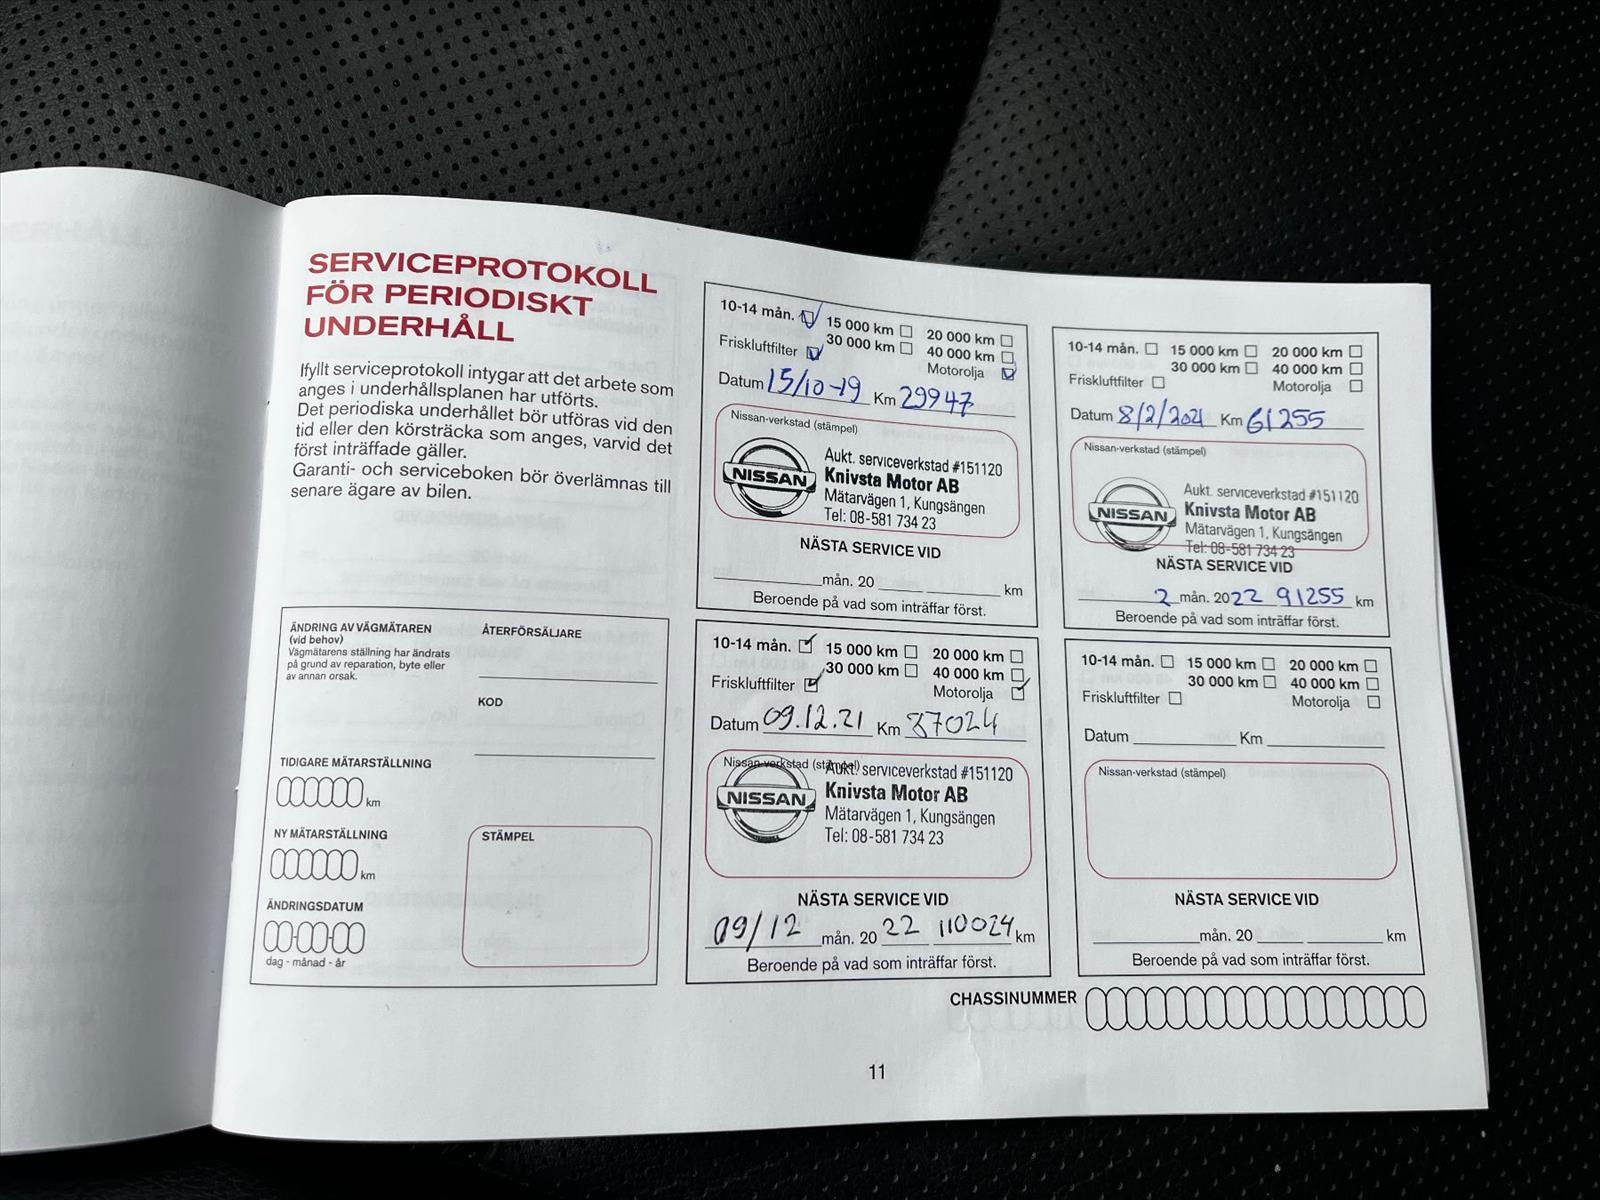 SERVICEPROTOKOLL
FÖR PERIODISKT
UNDERHÅLL
Ifyllt serviceprotokoll intygar att det arbete som
anges i underhållsplanen har utförts.
Det periodiska underhållet bör utföras vid den
tid eller den körsträcka som anges, varvid det
först inträffade gäller.
Garanti- och serviceboken bör överlämnas till
senare ägare av bilen.
ÄNDRING AV VÄGMÄTAREN
(vid behov)
Vägmätarens ställning har ändrats
på grund av reparation, byte eller
av annan orsak.
ÅTERFÖRSÄLJARE
KOD
TIDIGARE MÄTARSTÄLLNING
km
NY MÄTARSTÄLLNING
km
ÄNDRINGSDATUM
dag - månad - år
STÄMPEL
10-14 mån. 15 000 km 20 000 km
30 000 km 40 000 km
Friskluftfilter Motorolja
Datum 15/10-19 Km 29947
Nissan-verkstad (stämpel)
NISSAN
Aukt. serviceverkstad #151120
Knivsta Motor AB
Mätarvägen 1, Kungsängen
Tel: 08-581 734 23
NÄSTA SERVICE VID
mån. 20 km
Beroende på vad som inträffar först.
10-14 mån. 15 000 km 20 000 km
30 000 km 40 000 km
Friskluftfilter Motorolja
Datum 8/2/2021 Km 61255
Nissan-verkstad (stämpel)
NISSAN
Aukt. serviceverkstad #151120
Knivsta Motor AB
Mätarvägen 1, Kungsängen
Tel: 08-581 734 23
NÄSTA SERVICE VID
2 mån. 2022 91255 km
Beroende på vad som inträffar först.
10-14 mån. 15 000 km 20 000 km
30 000 km 40 000 km
Friskluftfilter Motorolja
Datum 09.12.21 Km 87024
Nissan-verkstad (stämpel)
NISSAN
Aukt. serviceverkstad #151120
Knivsta Motor AB
Mätarvägen 1, Kungsängen
Tel: 08-581 734 23
NÄSTA SERVICE VID
09/12 mån. 20 22 110024 km
Beroende på vad som inträffar först.
10-14 mån. 15 000 km 20 000 km
30 000 km 40 000 km
Friskluftfilter Motorolja
Datum Km
Nissan-verkstad (stämpel)
NÄSTA SERVICE VID
mån. 20 km
Beroende på vad som inträffar först.
CHASSINUMMER
11